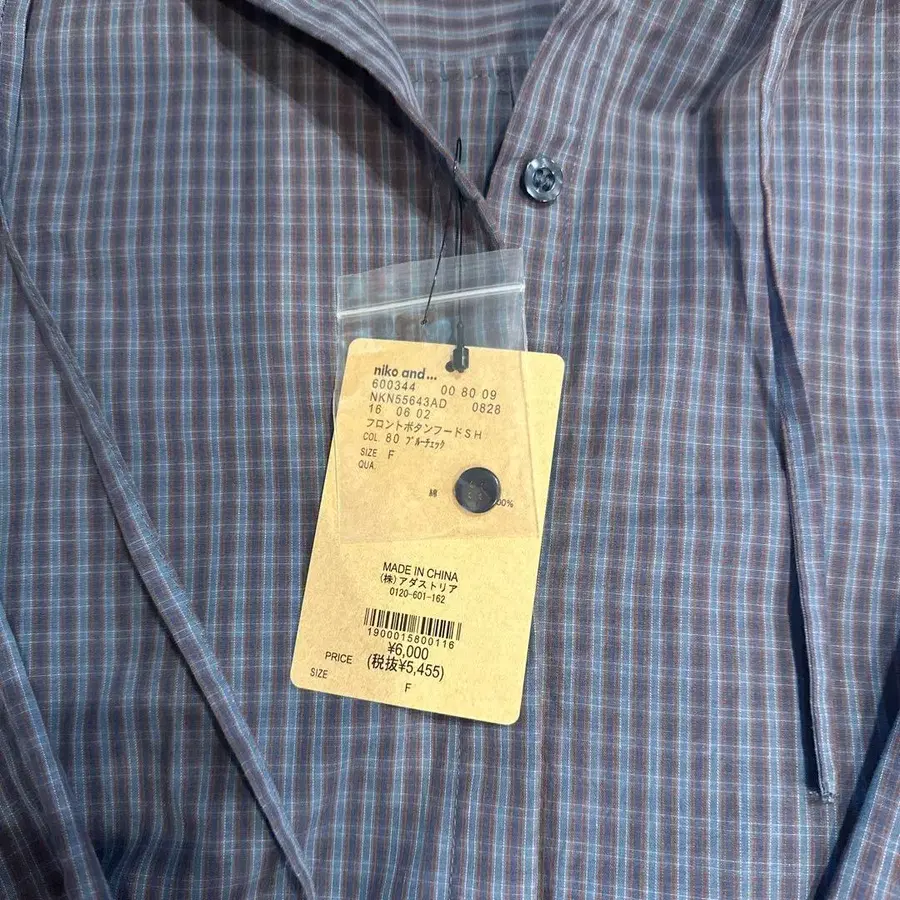 niko and...
600344 00 80 09
NKN55643AD 0828
16 06 02
フロントボタンフードSH
COL. 80 ブルーチェック
SIZE F
QUA.
綿 00%
MADE IN CHINA
(株)アダストリア
0120-601-162
1900015800116
¥6,000
PRICE (税抜¥5,455)
SIZE F